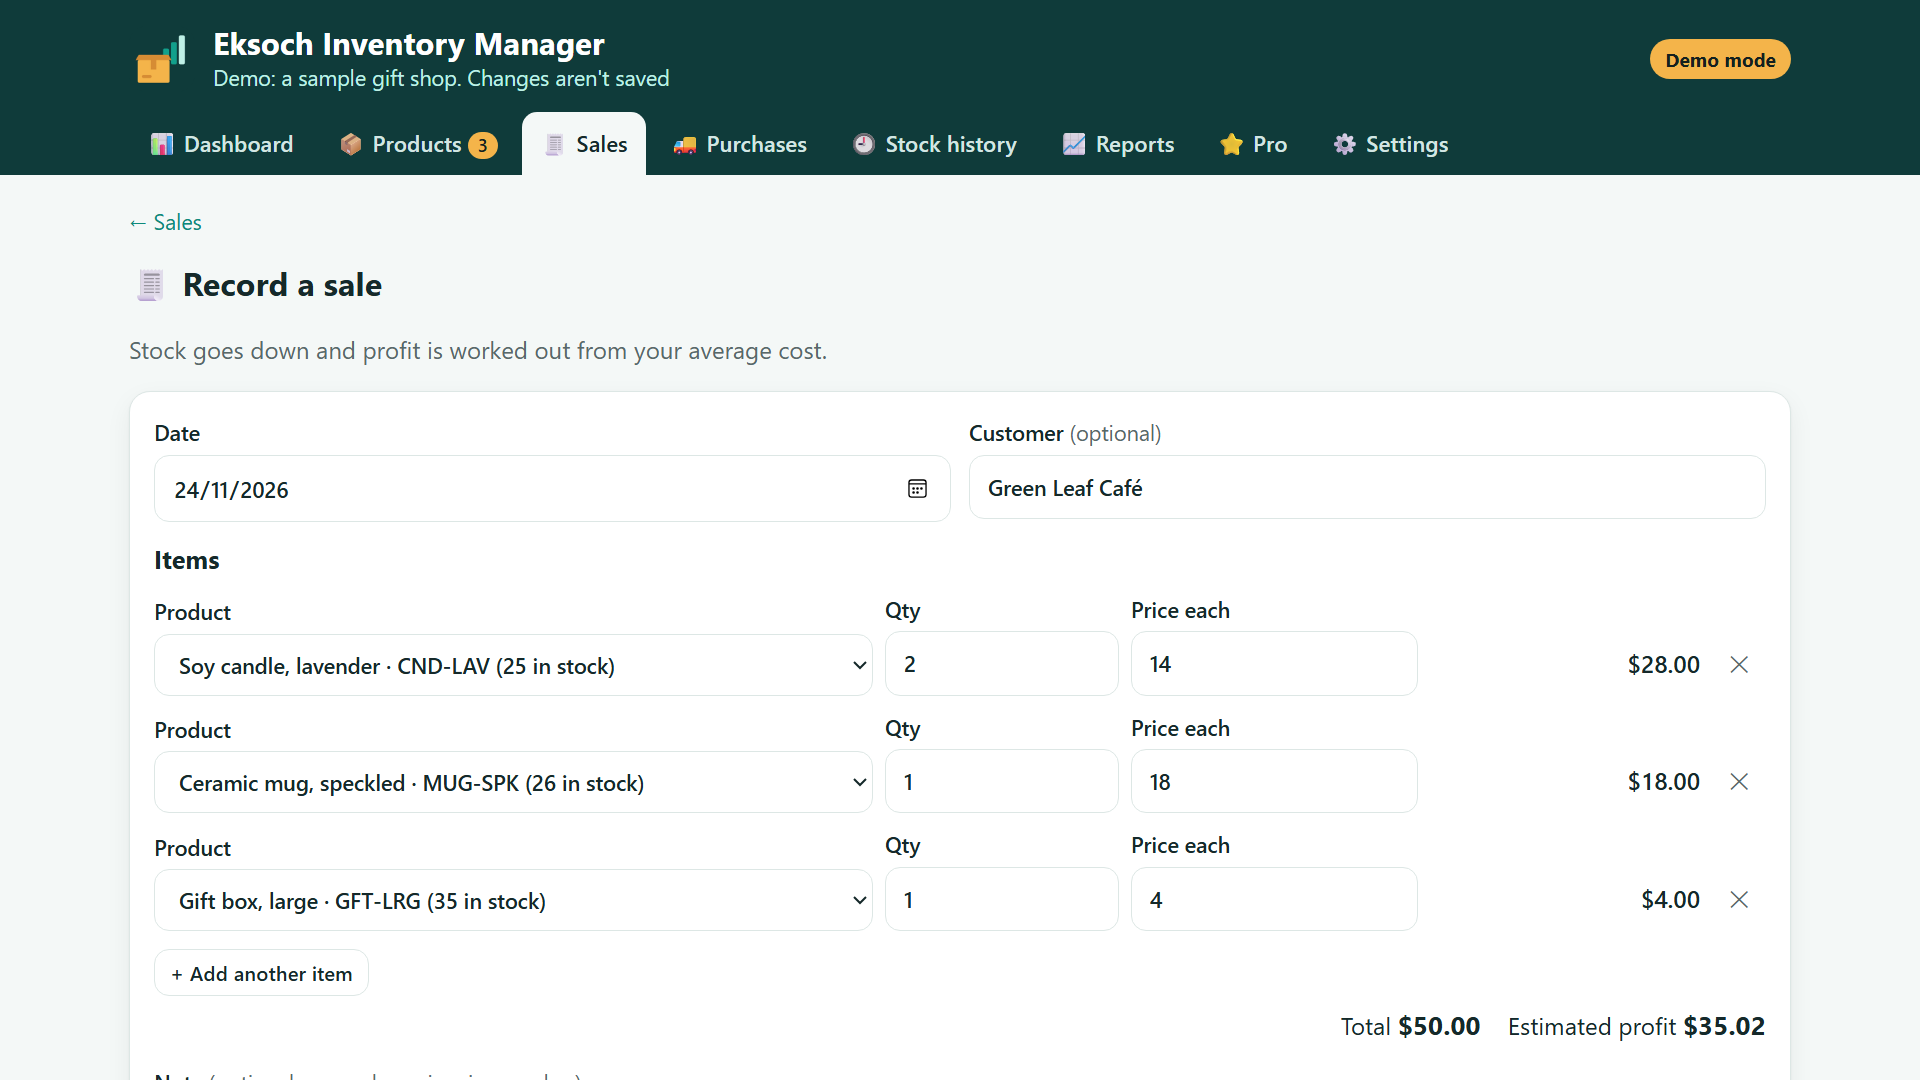 Eksoch Inventory Manager
Demo: a sample gift shop. Changes aren't saved
Demo mode
Dashboard
Products 3
Sales
Purchases
Stock history
Reports
Pro
Settings
← Sales
Record a sale
Stock goes down and profit is worked out from your average cost.
Date
Customer (optional)
24/11/2026
Green Leaf Café
Items
Product
Qty
Price each
Soy candle, lavender · CND-LAV (25 in stock)
2
14
$28.00
Product
Qty
Price each
Ceramic mug, speckled · MUG-SPK (26 in stock)
1
18
$18.00
Product
Qty
Price each
Gift box, large · GFT-LRG (35 in stock)
1
4
$4.00
+ Add another item
Total $50.00 Estimated profit $35.02